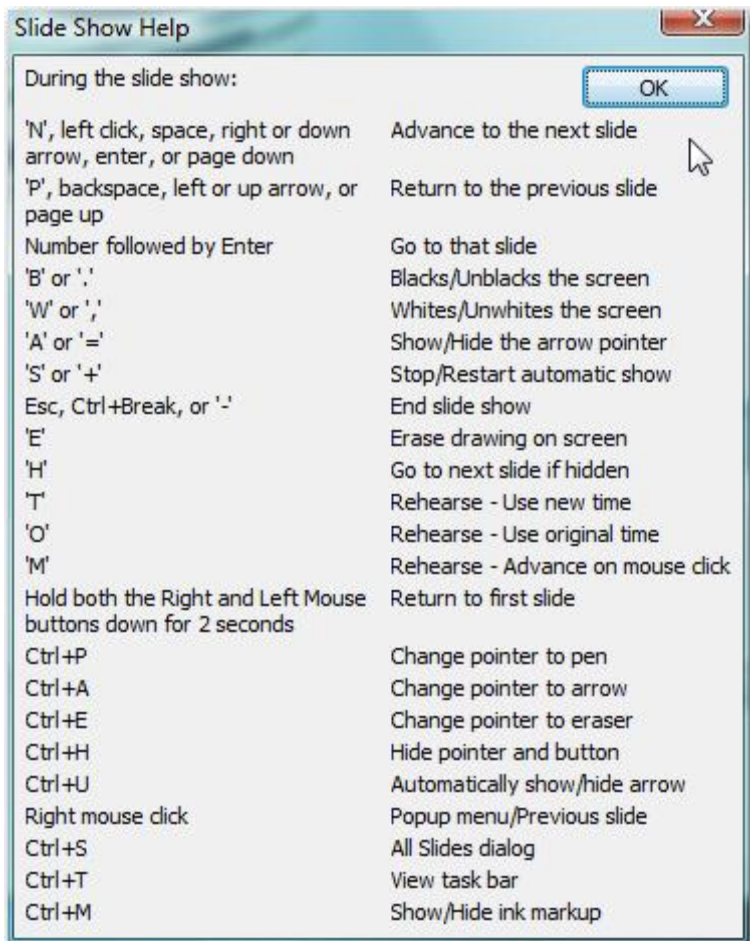 Slide Show Help
During the slide show:
OK
'N', left click, space, right or down Advance to the next slide
arrow, enter, or page down
'P', backspace, left or up arrow, or Return to the previous slide
page up
Number followed by Enter Go to that slide
'B' or '.' Blacks/Unblacks the screen
'W' or ',' Whites/Unwhites the screen
'A' or '=' Show/Hide the arrow pointer
'S' or '+' Stop/Restart automatic show
Esc, Ctrl+Break, or '-' End slide show
'E' Erase drawing on screen
'H' Go to next slide if hidden
'T' Rehearse - Use new time
'O' Rehearse - Use original time
'M' Rehearse - Advance on mouse click
Hold both the Right and Left Mouse Return to first slide
buttons down for 2 seconds
Ctrl+P Change pointer to pen
Ctrl+A Change pointer to arrow
Ctrl+E Change pointer to eraser
Ctrl+H Hide pointer and button
Ctrl+U Automatically show/hide arrow
Right mouse click Popup menu/Previous slide
Ctrl+S All Slides dialog
Ctrl+T View task bar
Ctrl+M Show/Hide ink markup